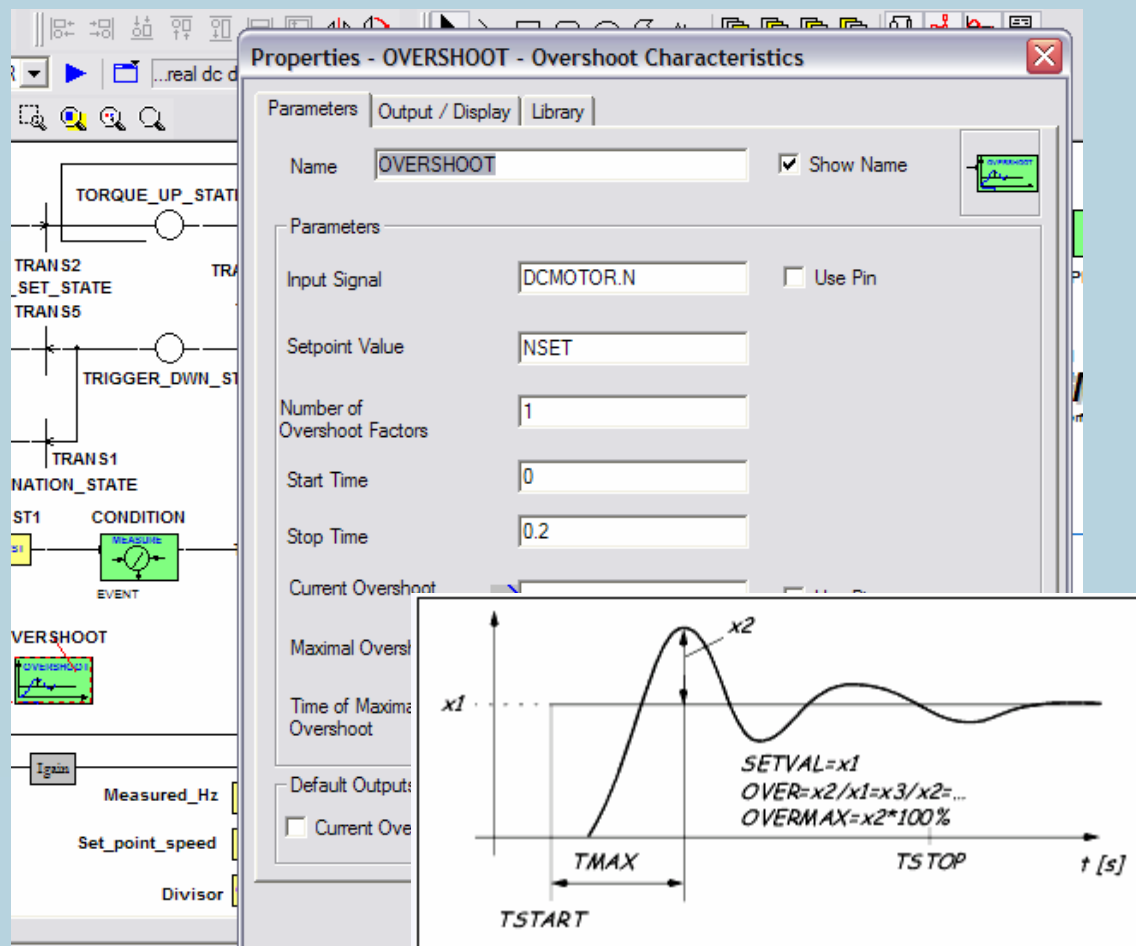 ...real dc d
Properties - OVERSHOOT - Overshoot Characteristics
Parameters
Output / Display
Library
Name
OVERSHOOT
Show Name
OVERSHOOT
Parameters
Input Signal
DCMOTOR.N
Use Pin
Setpoint Value
NSET
Number of
Overshoot Factors
1
Start Time
0
Stop Time
0.2
Current Overshoot
Maximal Oversh
Time of Maxima
Overshoot
Default Outputs
Current Ove
TORQUE_UP_STAT
TRANS2
TRA
_SET_STATE
TRANS5
TRIGGER_DWN_ST
TRANS1
NATION_STATE
ST1
CONDITION
MEASURE
EVENT
VERSHOOT
OVERSHOOT
Igain
Measured_Hz
Set_point_speed
Divisor
x2
x1
SETVAL=x1
OVER=x2/x1=x3/x2=...
OVERMAX=x2*100%
TMAX
TSTOP
t [s]
TSTART